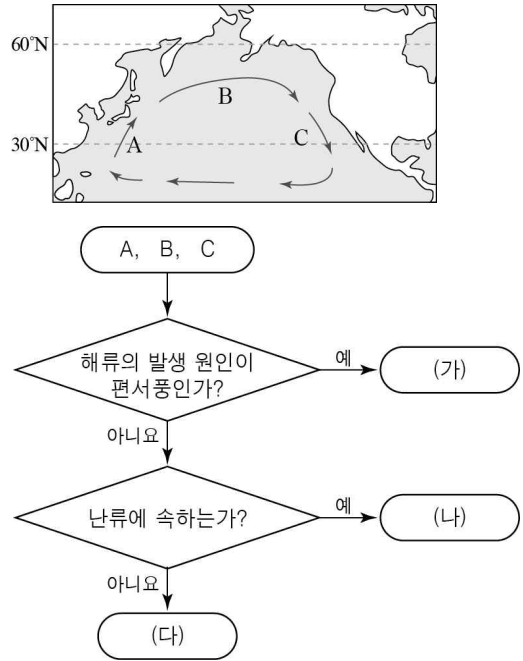 60°N
B
C
30°N
A
A, B, C
해류의 발생 원인이
편서풍인가?
예
(가)
아니요
난류에 속하는가?
예
(나)
아니요
(다)